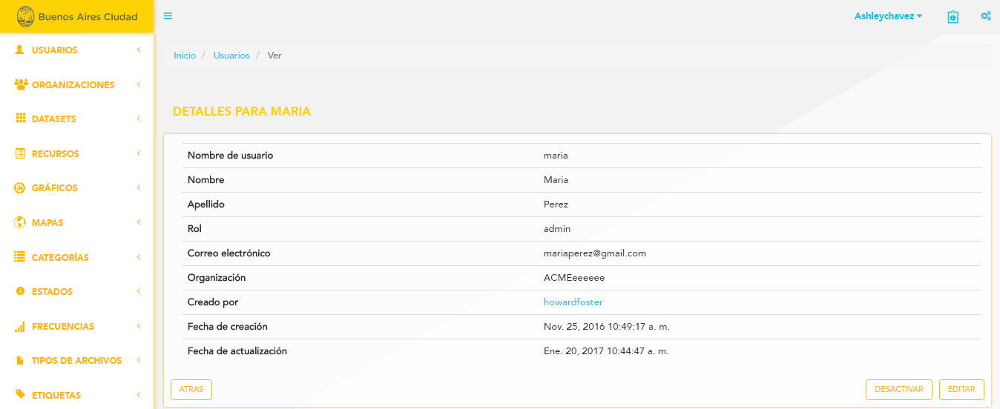 Buenos Aires Ciudad
Ashleychavez
USUARIOS
ORGANIZACIONES
DATASETS
RECURSOS
GRÁFICOS
MAPAS
CATEGORÍAS
ESTADOS
FRECUENCIAS
TIPOS DE ARCHIVOS
ETIQUETAS
Inicio / Usuarios / Ver
DETALLES PARA MARIA
Nombre de usuario maria
Nombre Maria
Apellido Perez
Rol admin
Correo electrónico mariaperez@gmail.com
Organización ACMEeeeeee
Creado por howardfoster
Fecha de creación Nov. 25, 2016 10:49:17 a. m.
Fecha de actualización Ene. 20, 2017 10:44:47 a. m.
ATRAS DESACTIVAR EDITAR